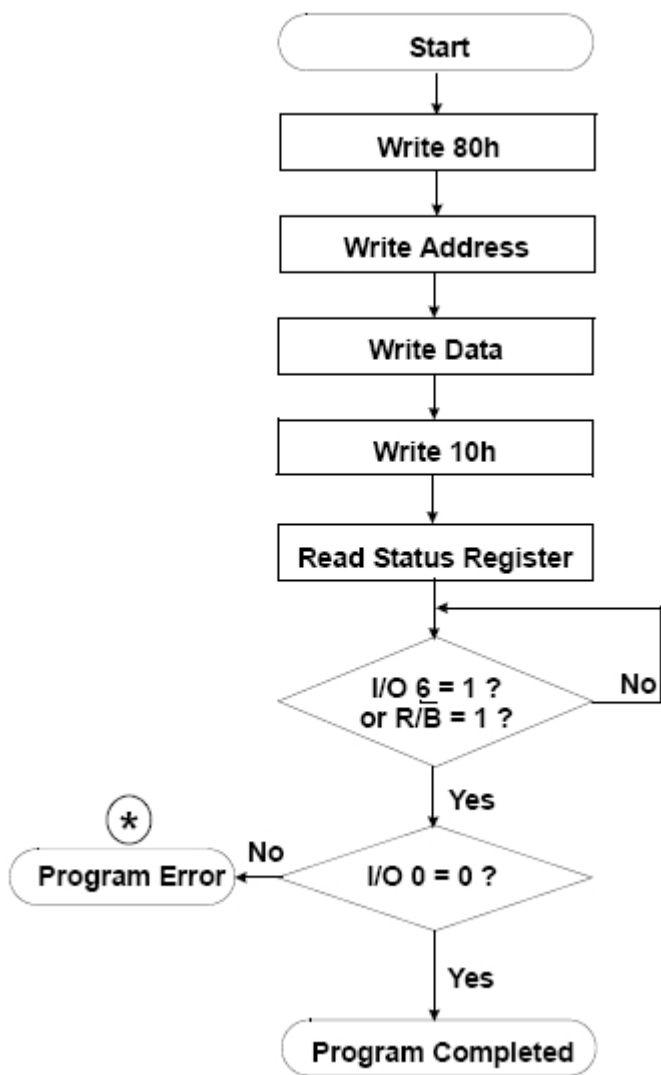 Start
Write 80h
Write Address
Write Data
Write 10h
Read Status Register
I/O 6 = 1 ?
or R/B̅ = 1 ?
No
Yes
*
Program Error
No
I/O 0 = 0 ?
Yes
Program Completed